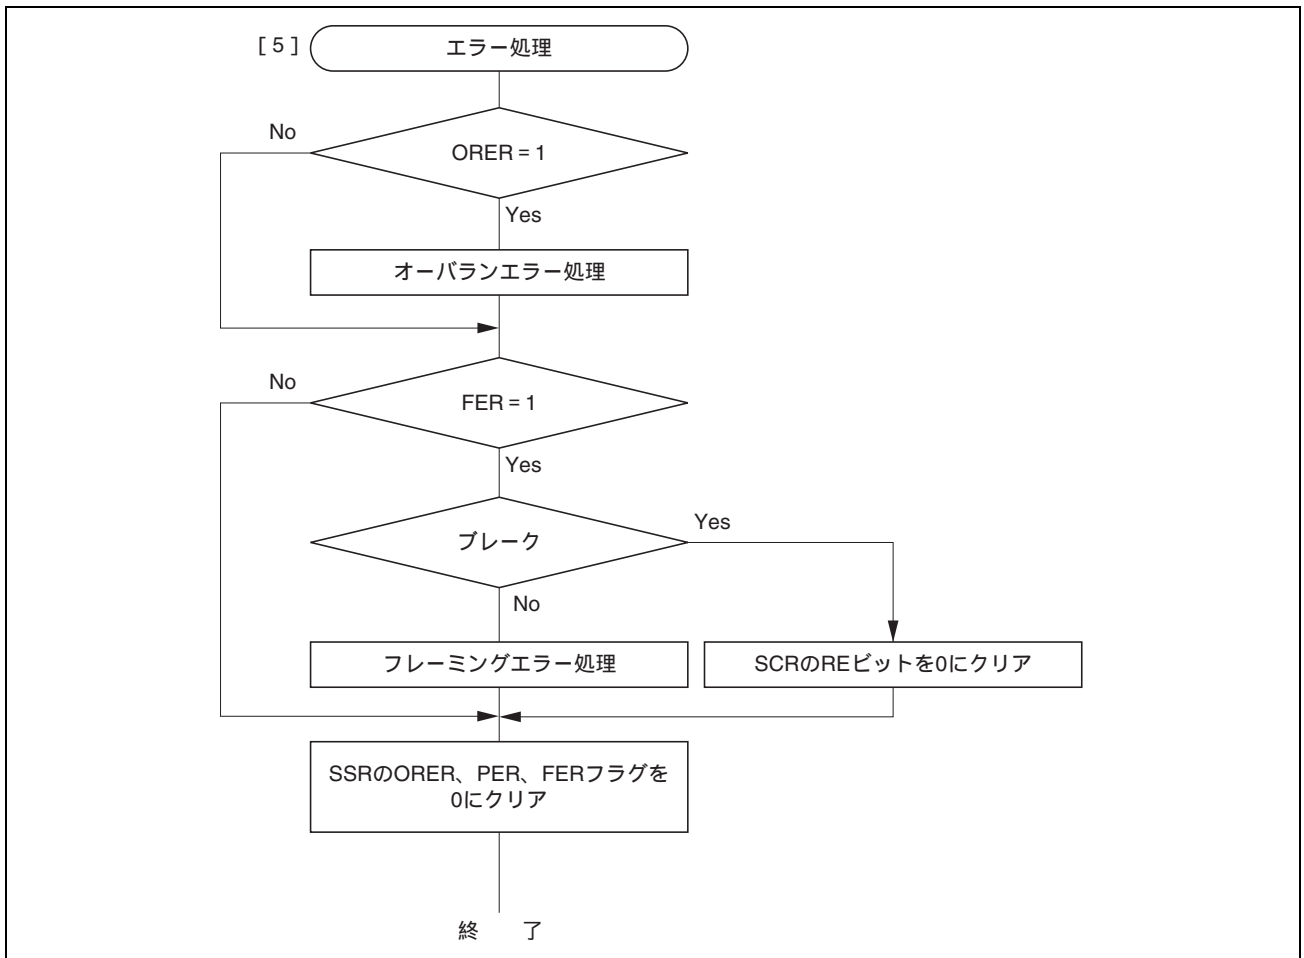 [ 5 ] エラー処理
No
ORER = 1
Yes
オーバランエラー処理
No
FER = 1
Yes
ブレーク
Yes
No
フレーミングエラー処理
SCRのREビットを0にクリア
SSRのORER、PER、FERフラグを
0にクリア
終 了